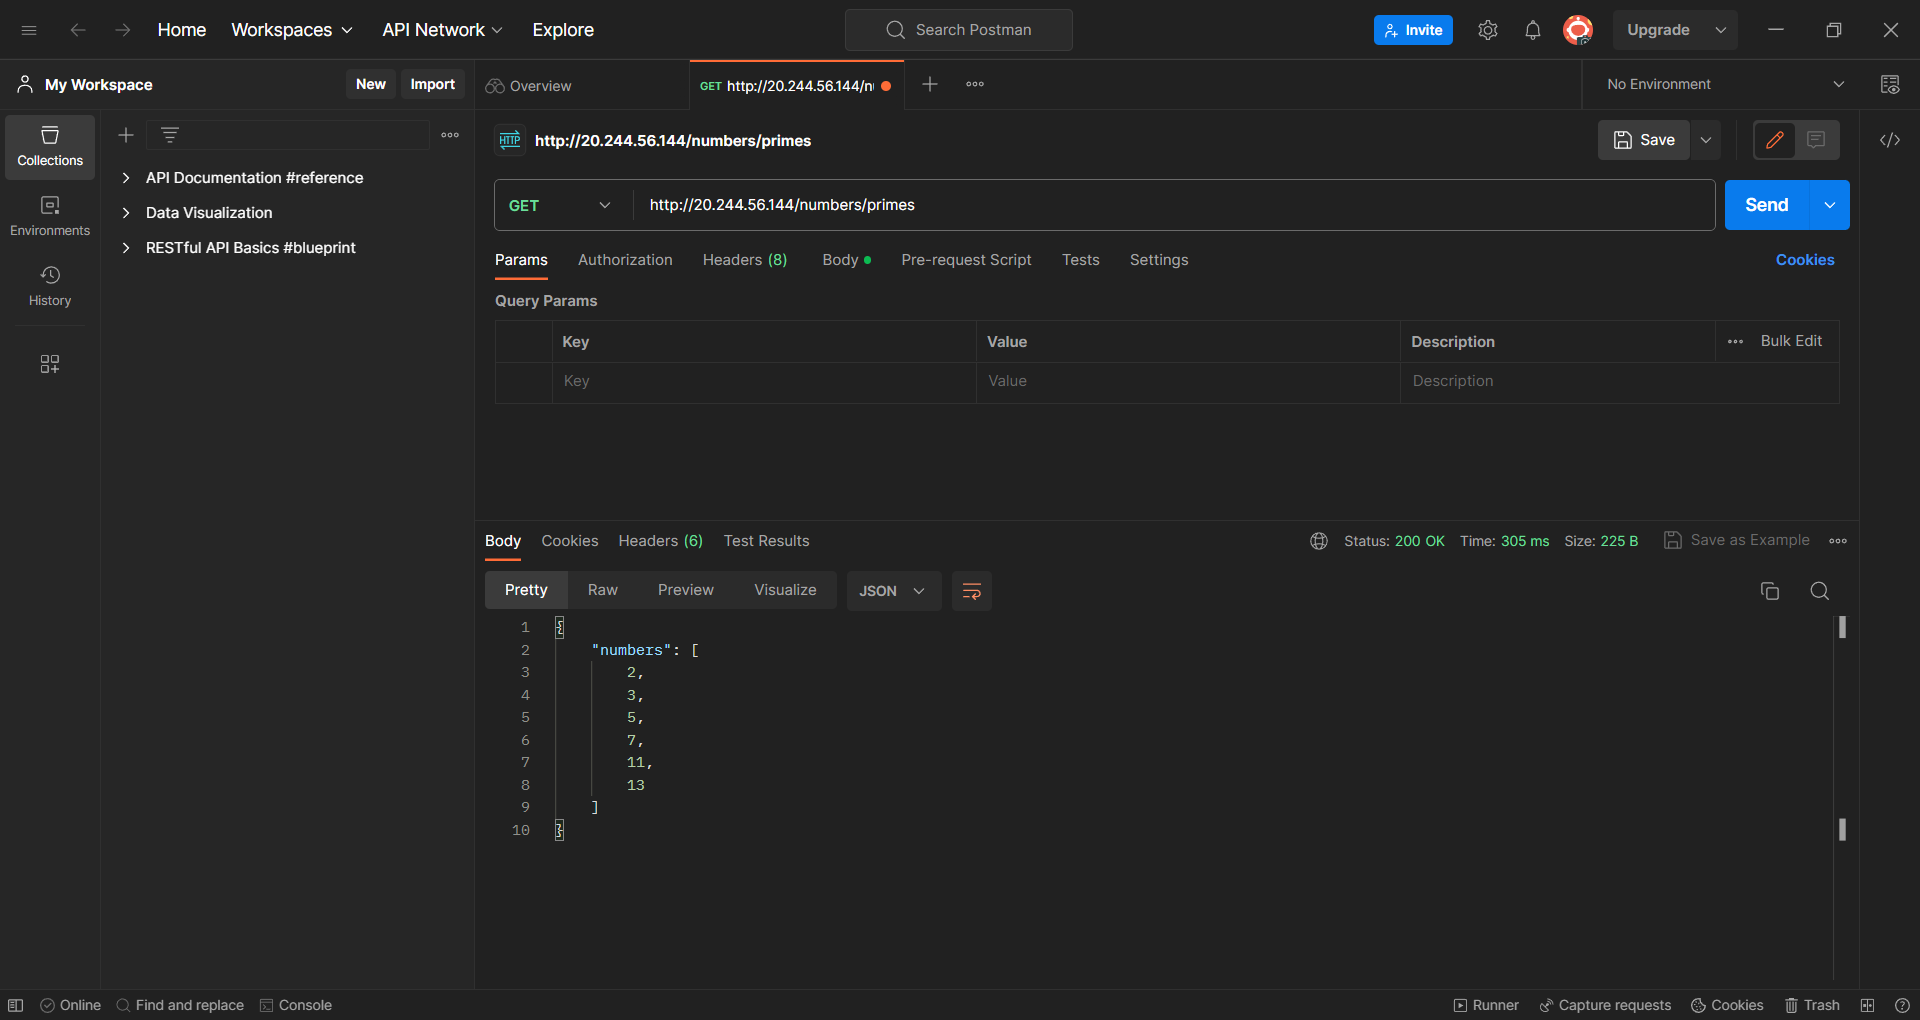 Home Workspaces API Network Explore Search Postman Invite Upgrade
My Workspace New Import Overview GET http://20.244.56.144/n No Environment
HTTP http://20.244.56.144/numbers/primes Save
Collections
API Documentation #reference
Data Visualization
RESTful API Basics #blueprint
Environments
History
GET http://20.244.56.144/numbers/primes Send
Params Authorization Headers (8) Body Pre-request Script Tests Settings Cookies
Query Params
Key Value Description Bulk Edit
Key Value Description
Body Cookies Headers (6) Test Results Status: 200 OK Time: 305 ms Size: 225 B Save as Example
Pretty Raw Preview Visualize JSON
1 {
2 "numbers": [
3 2,
4 3,
5 5,
6 7,
7 11,
8 13
9 ]
10 }
Online Find and replace Console Runner Capture requests Cookies Trash